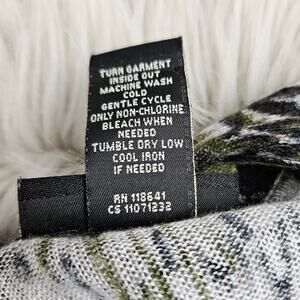 TURN GARMENT
INSIDE OUT
MACHINE WASH
COLD
GENTLE CYCLE
ONLY NON-CHLORINE
BLEACH WHEN
NEEDED
TUMBLE DRY LOW
COOL IRON
IF NEEDED
RN 118641
CS 11071232